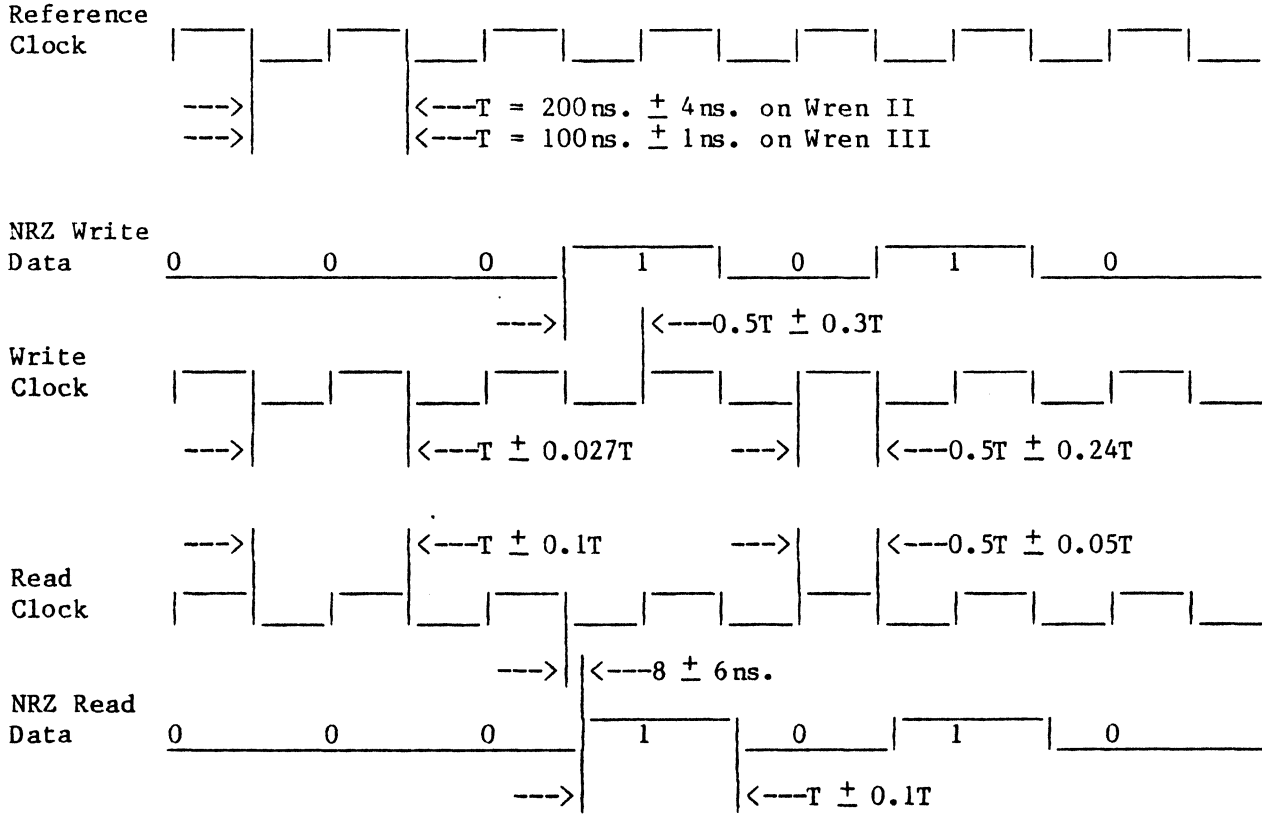 Reference
Clock
--->  <---T = 200ns. ± 4ns. on Wren II
--->  <---T = 100ns. ± 1ns. on Wren III
NRZ Write
Data 0 0 0 1 0 1 0
--->  <---0.5T ± 0.3T
Write
Clock
--->  <---T ± 0.027T  --->  <---0.5T ± 0.24T
--->  <---T ± 0.1T  --->  <---0.5T ± 0.05T
Read
Clock
--->  <---8 ± 6ns.
NRZ Read
Data 0 0 0 1 0 1 0
--->  <---T ± 0.1T